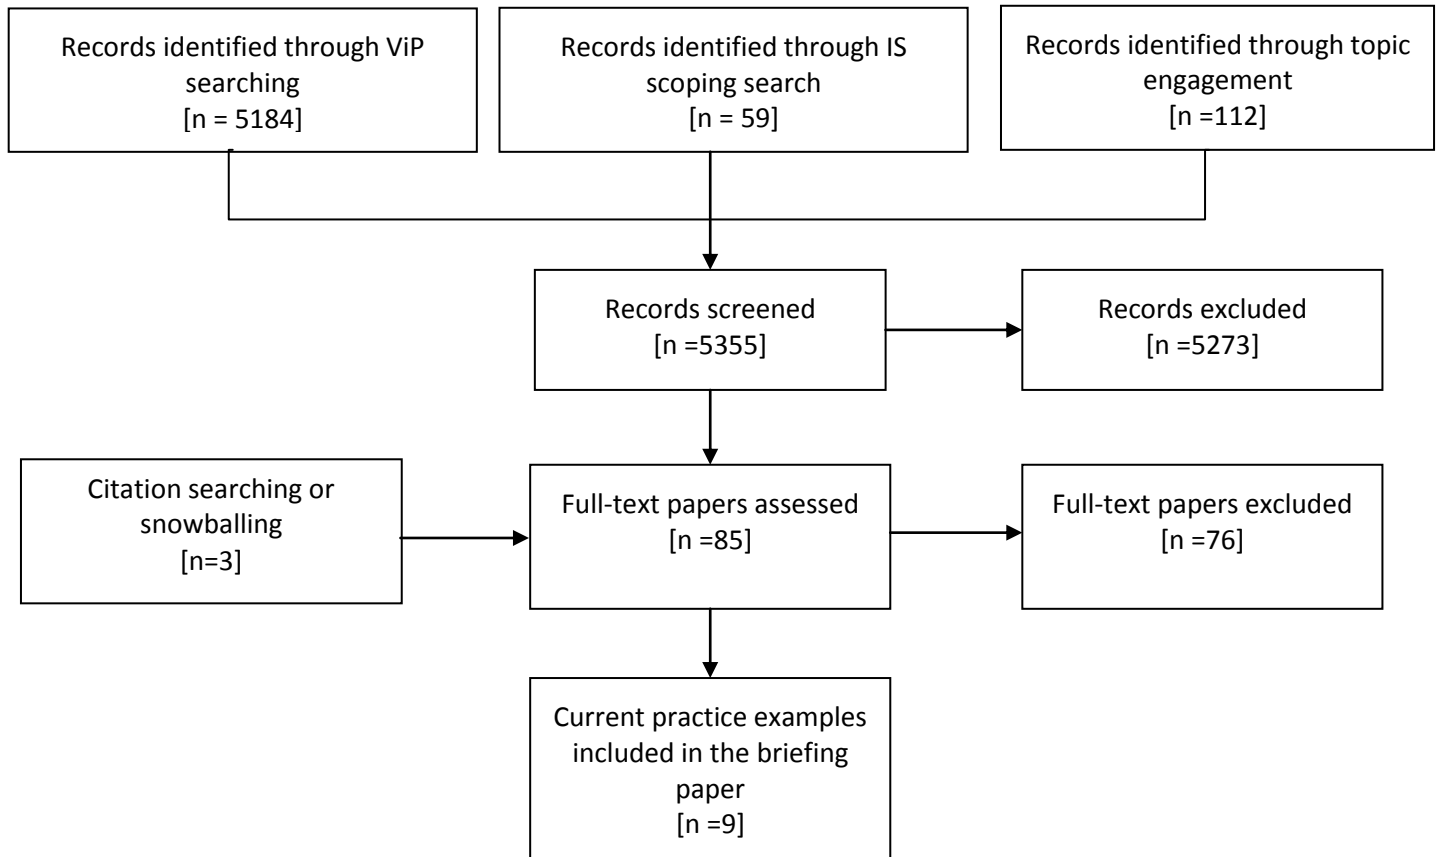 Records identified through ViP
searching
[n = 5184]
Records identified through IS
scoping search
[n = 59]
Records identified through topic
engagement
[n =112]
Records screened
[n =5355]
Records excluded
[n =5273]
Citation searching or
snowballing
[n=3]
Full-text papers assessed
[n =85]
Full-text papers excluded
[n =76]
Current practice examples
included in the briefing
paper
[n =9]